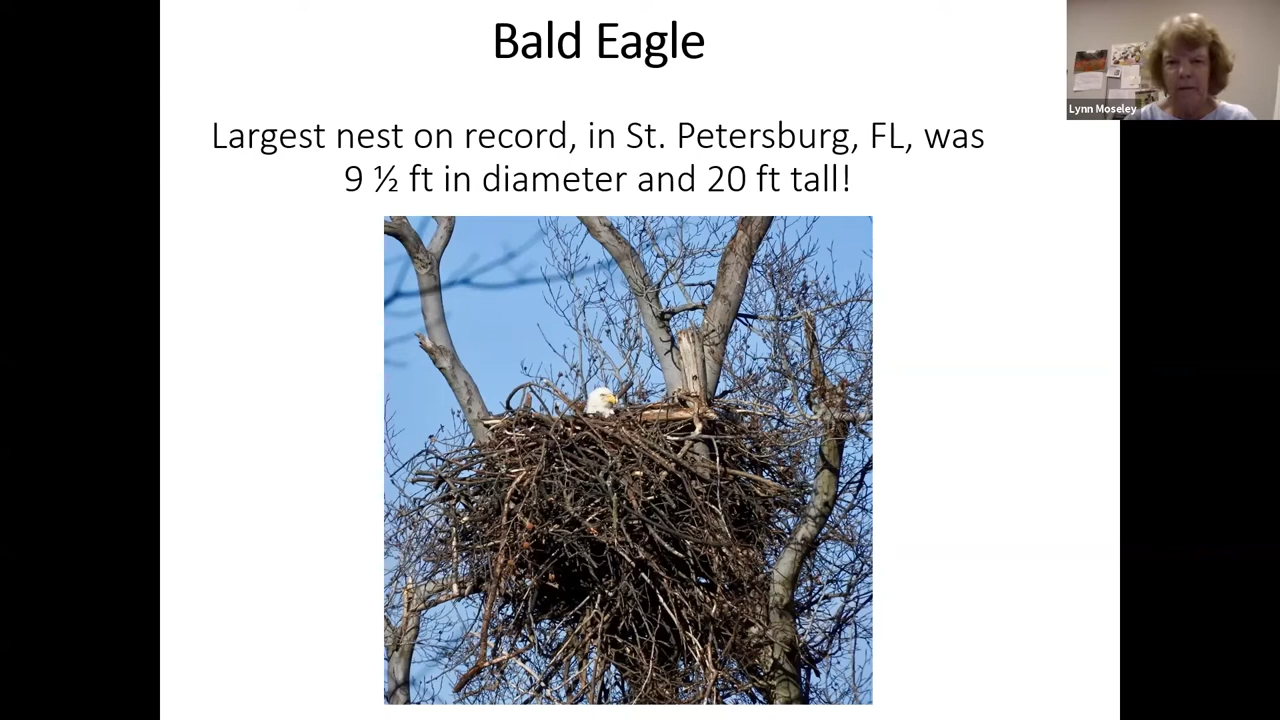 Bald Eagle
Largest nest on record, in St. Petersburg, FL, was
9 ½ ft in diameter and 20 ft tall!
Lynn Moseley